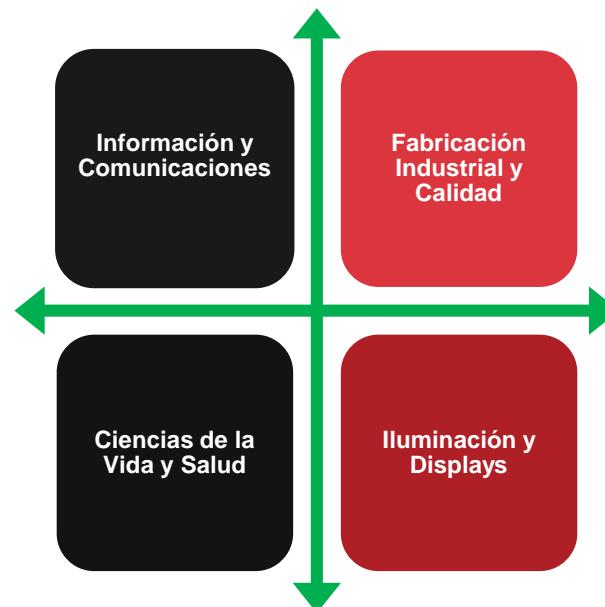 Información y
Comunicaciones
Fabricación
Industrial y
Calidad
Ciencias de la
Vida y Salud
Iluminación y
Displays